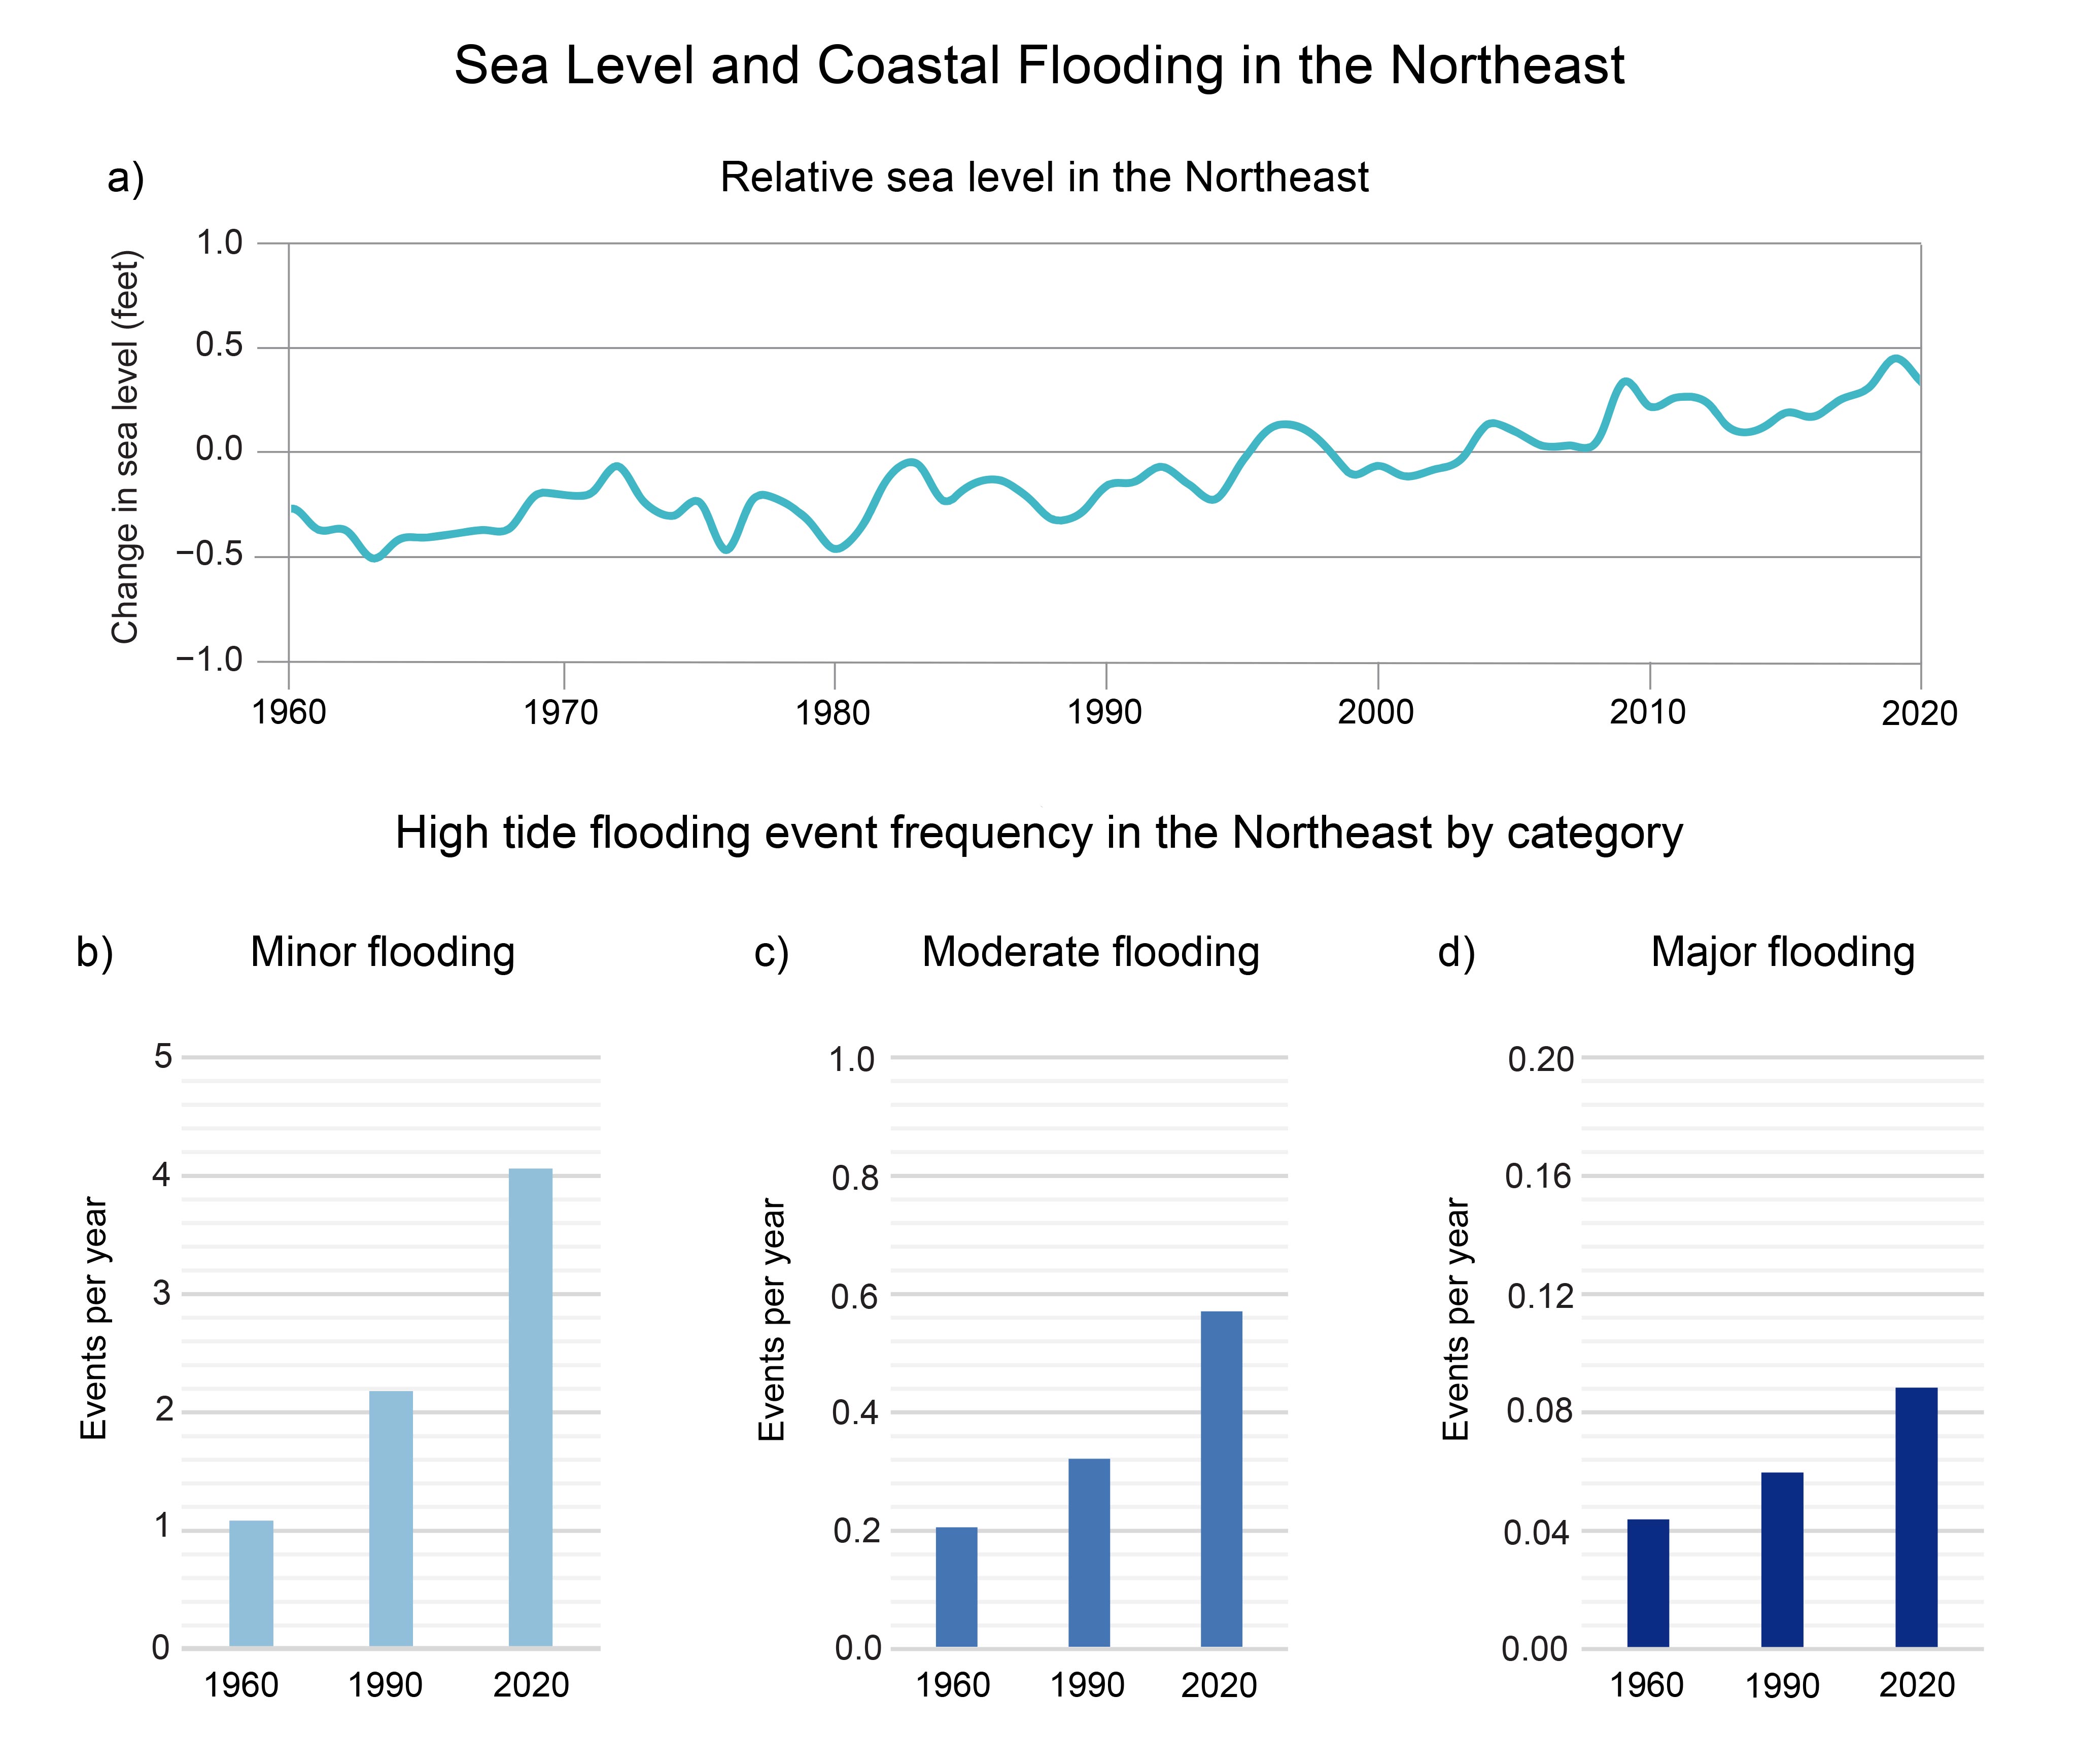 Sea Level and Coastal Flooding in the Northeast
a)
Relative sea level in the Northeast
Change in sea level (feet)
1.0
0.5
0.0
−0.5
−1.0
1960 1970 1980 1990 2000 2010 2020
High tide flooding event frequency in the Northeast by category
b) Minor flooding
Events per year
5
4
3
2
1
0
1960 1990 2020
c) Moderate flooding
Events per year
1.0
0.8
0.6
0.4
0.2
0.0
1960 1990 2020
d) Major flooding
Events per year
0.20
0.16
0.12
0.08
0.04
0.00
1960 1990 2020